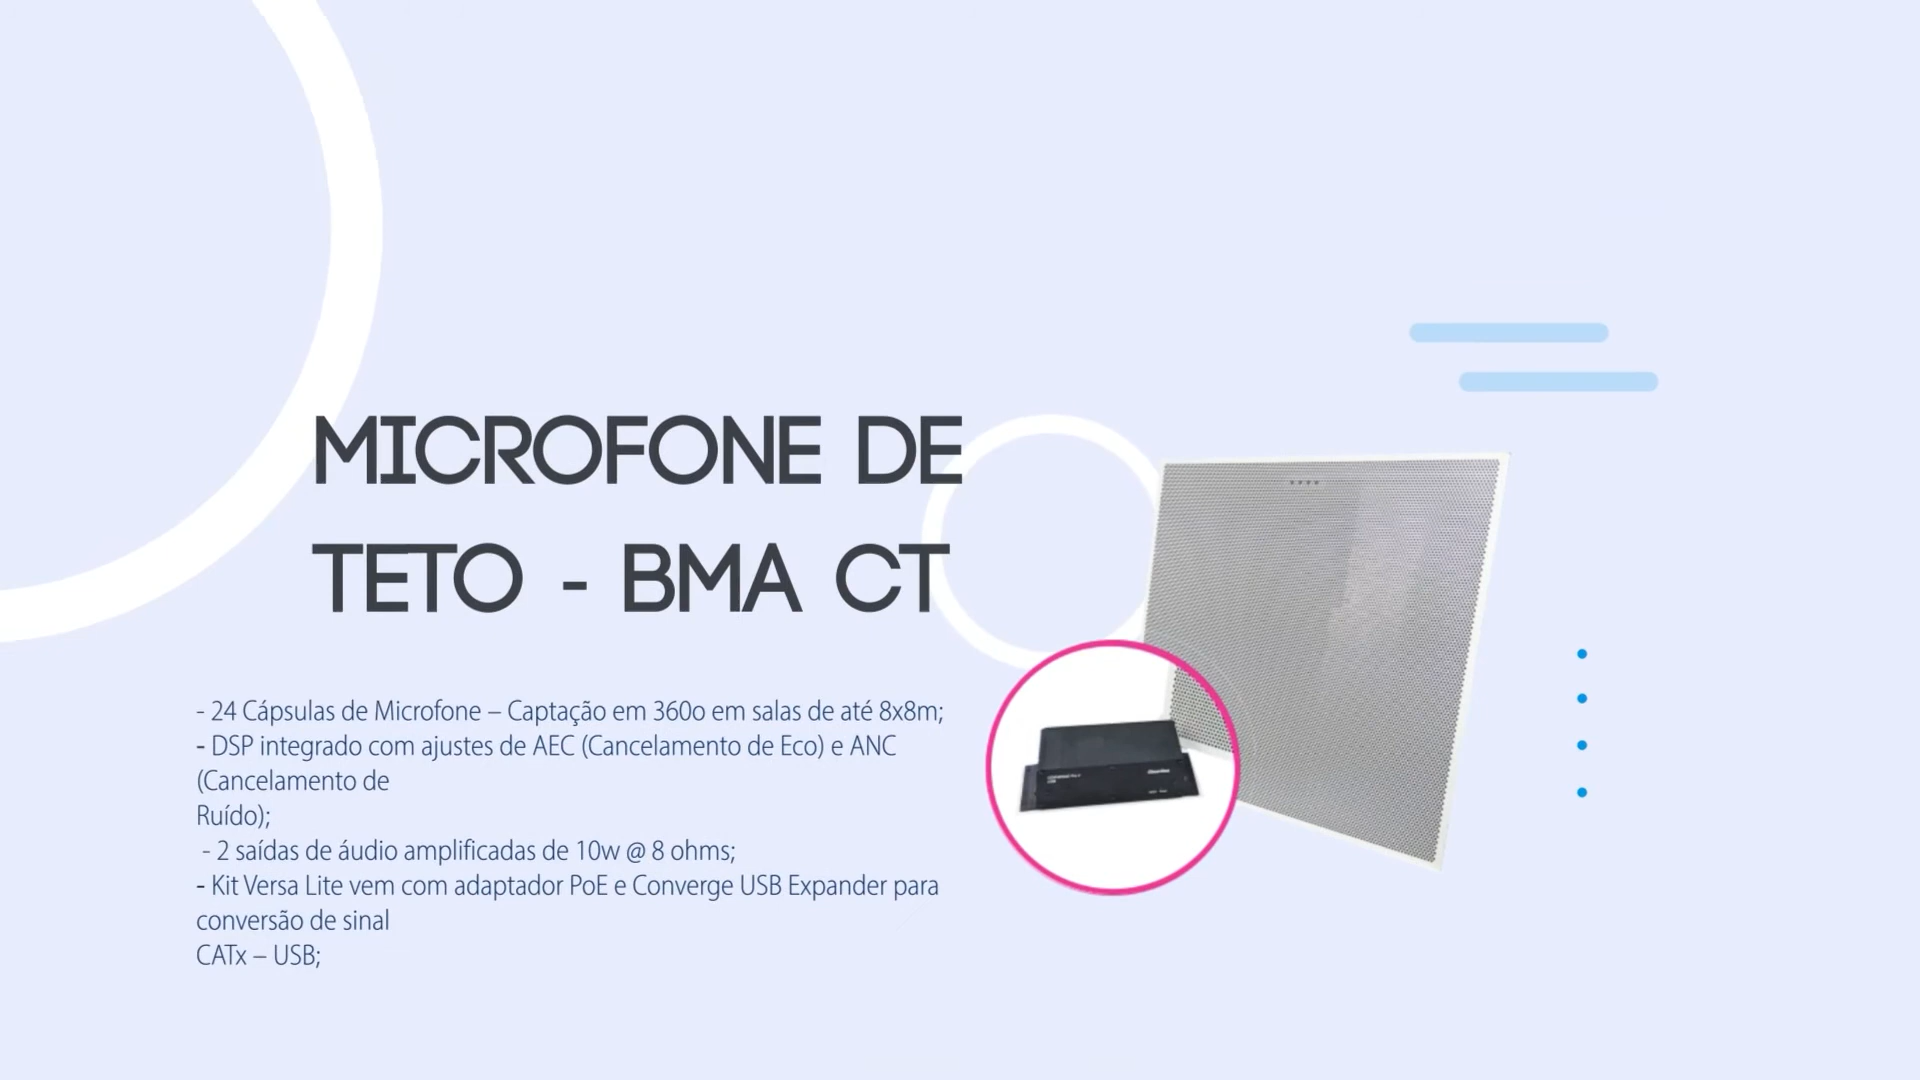 MICROFONE DE
TETO - BMA CT
- 24 Cápsulas de Microfone – Captação em 360o em salas de até 8x8m;
- DSP integrado com ajustes de AEC (Cancelamento de Eco) e ANC
(Cancelamento de
Ruído);
- 2 saídas de áudio amplificadas de 10w @ 8 ohms;
- Kit Versa Lite vem com adaptador PoE e Converge USB Expander para
conversão de sinal
CATx – USB;